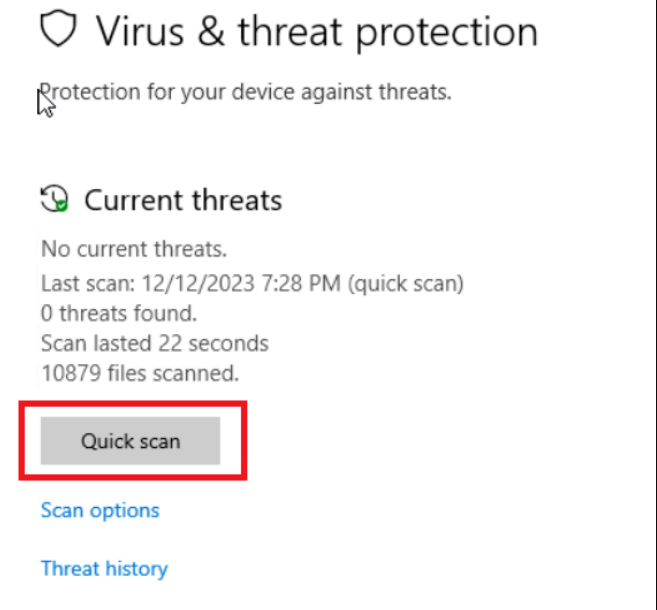 Virus & threat protection
Protection for your device against threats.
Current threats
No current threats.
Last scan: 12/12/2023 7:28 PM (quick scan)
0 threats found.
Scan lasted 22 seconds
10879 files scanned.
Quick scan
Scan options
Threat history